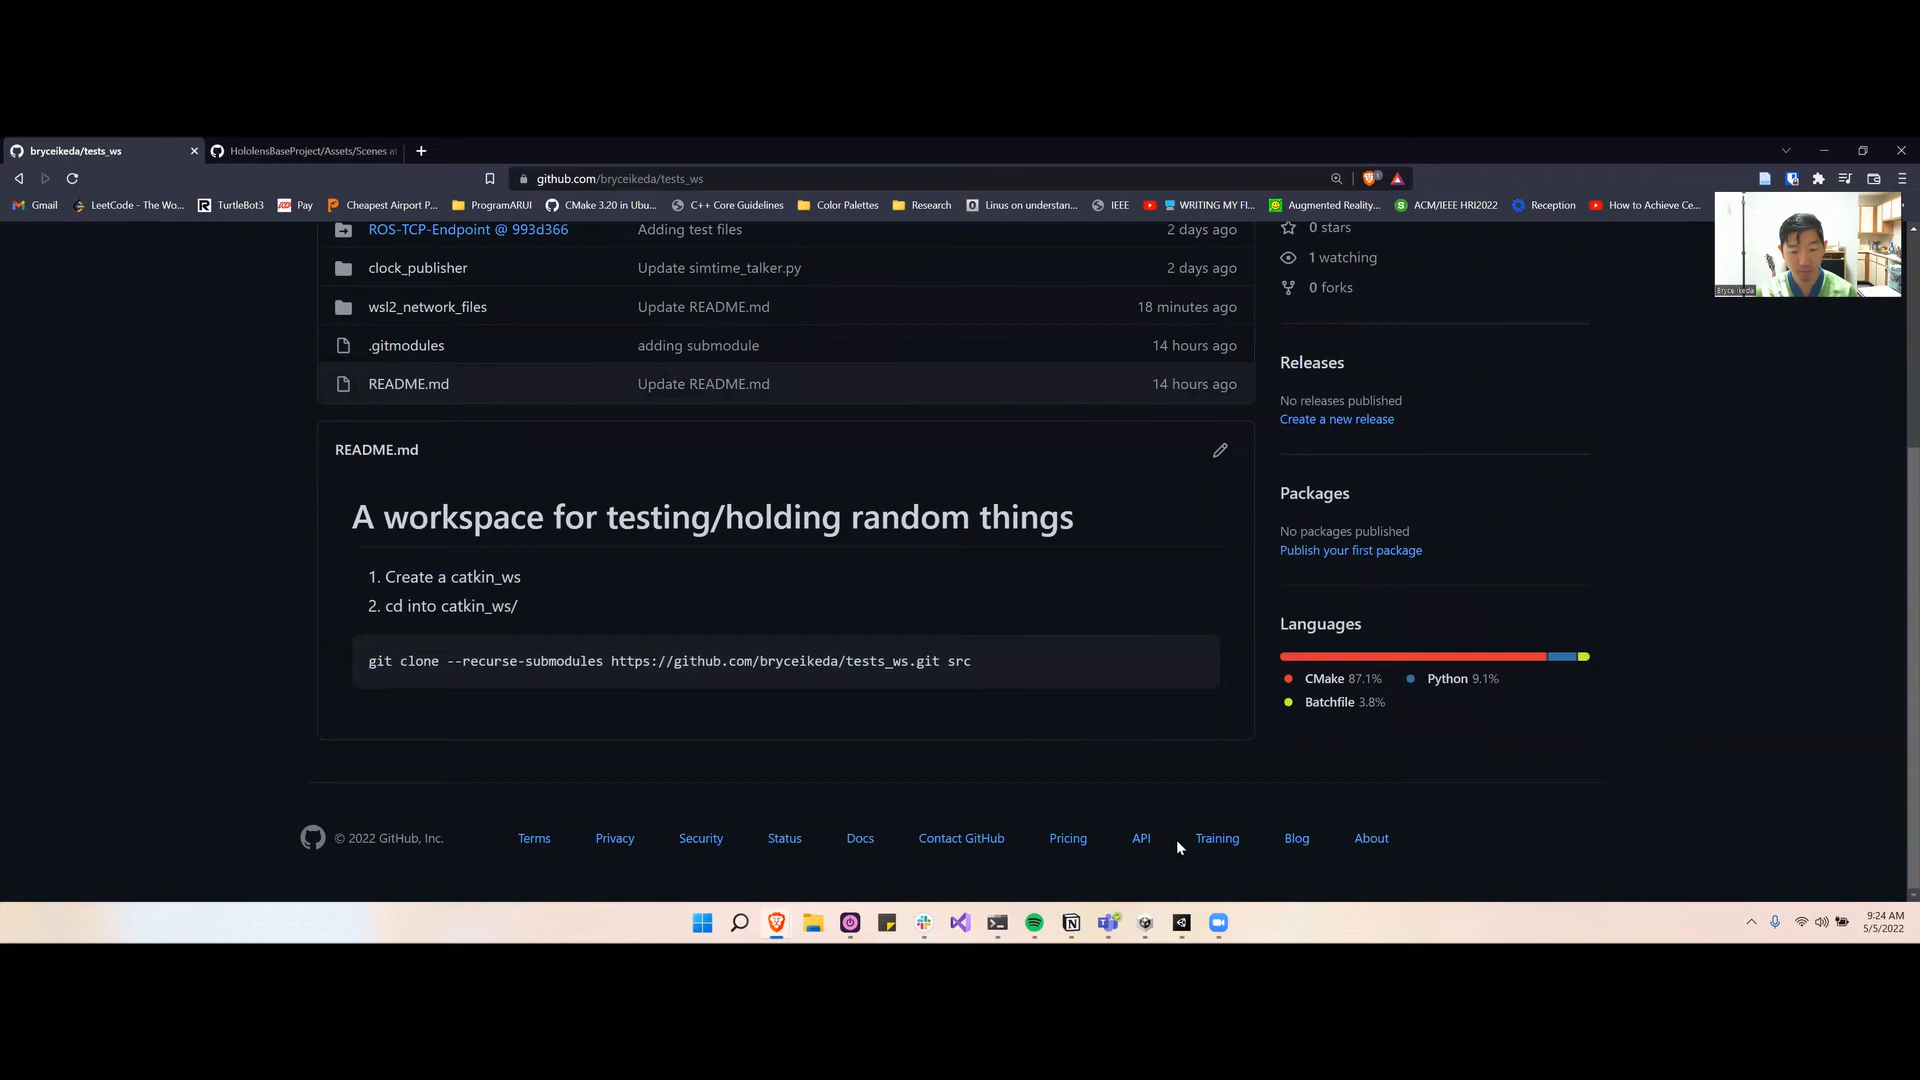 bryceikeda/tests_ws
HololensBaseProject/Assets/Scenes at
github.com/bryceikeda/tests_ws
1
Gmail
LeetCode - The Wo...
TurtleBot3
Pay
Cheapest Airport P...
ProgramARUI
CMake 3.20 in Ubu...
C++ Core Guidelines
Color Palettes
Research
Linus on understan...
IEEE
WRITING MY FI...
Augmented Reality...
ACM/IEEE HRI2022
Reception
How to Achieve Ce...
ROS-TCP-Endpoint @ 993d366
Adding test files
2 days ago
clock_publisher
Update simtime_talker.py
2 days ago
wsl2_network_files
Update README.md
18 minutes ago
.gitmodules
adding submodule
14 hours ago
README.md
Update README.md
14 hours ago
0 stars
1 watching
0 forks
Bryce Ikeda
Releases
No releases published
Create a new release
README.md
A workspace for testing/holding random things
1. Create a catkin_ws
2. cd into catkin_ws/
git clone --recurse-submodules https://github.com/bryceikeda/tests_ws.git src
Packages
No packages published
Publish your first package
Languages
CMake 87.1%
Python 9.1%
Batchfile 3.8%
© 2022 GitHub, Inc.
Terms
Privacy
Security
Status
Docs
Contact GitHub
Pricing
API
Training
Blog
About
9:24 AM
5/5/2022